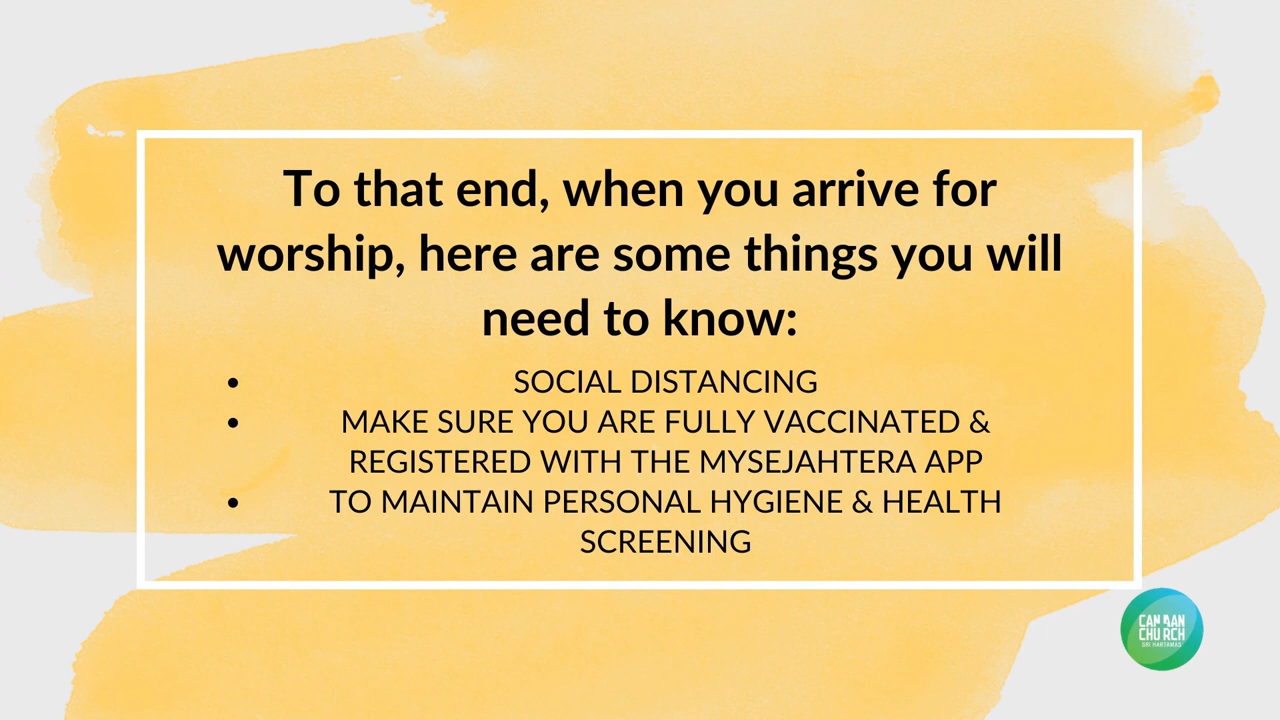 To that end, when you arrive for
worship, here are some things you will
need to know:
• SOCIAL DISTANCING
• MAKE SURE YOU ARE FULLY VACCINATED &
REGISTERED WITH THE MYSEJAHTERA APP
• TO MAINTAIN PERSONAL HYGIENE & HEALTH
SCREENING
CANAAN
CHURCH
SRI HARTAMAS